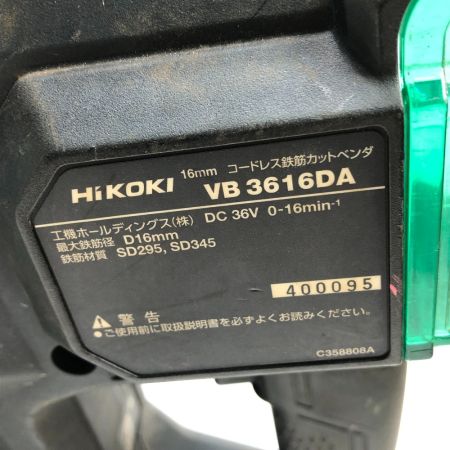 16mm コードレス鉄筋カットベンダ
HiKOKI VB 3616DA
工機ホールディングス(株) DC 36V 0-16min-1
最大鉄筋径 D16mm
鉄筋材質 SD295, SD345
400095
⚠ 警告
●ご使用前に取扱説明書を必ずよくお読みください。
C358808A